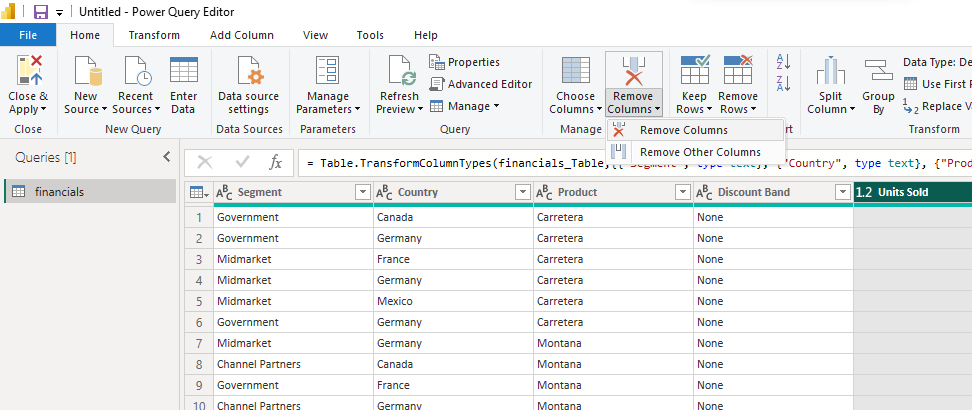 Untitled - Power Query Editor
File Home Transform Add Column View Tools Help
Close & Apply
New Source
Recent Sources
Enter Data
Data source settings
Manage Parameters
Refresh Preview
Properties
Advanced Editor
Manage
Choose Columns
Remove Columns
Keep Rows
Remove Rows
Split Column
Group By
Data Type: De
Use First
Replace V
Close
New Query
Data Sources
Parameters
Query
Manage
rt
Transform
Remove Columns
Remove Other Columns
Queries [1]
financials
= Table.TransformColumnTypes(financials_Table,{{"Segment", type text}, {"Country", type text}, {"Prod
ABC Segment ABC Country ABC Product ABC Discount Band 1.2 Units Sold
1 Government Canada Carretera None
2 Government Germany Carretera None
3 Midmarket France Carretera None
4 Midmarket Germany Carretera None
5 Midmarket Mexico Carretera None
6 Government Germany Carretera None
7 Midmarket Germany Montana None
8 Channel Partners Canada Montana None
9 Government France Montana None
10 Channel Partners Germany Montana None